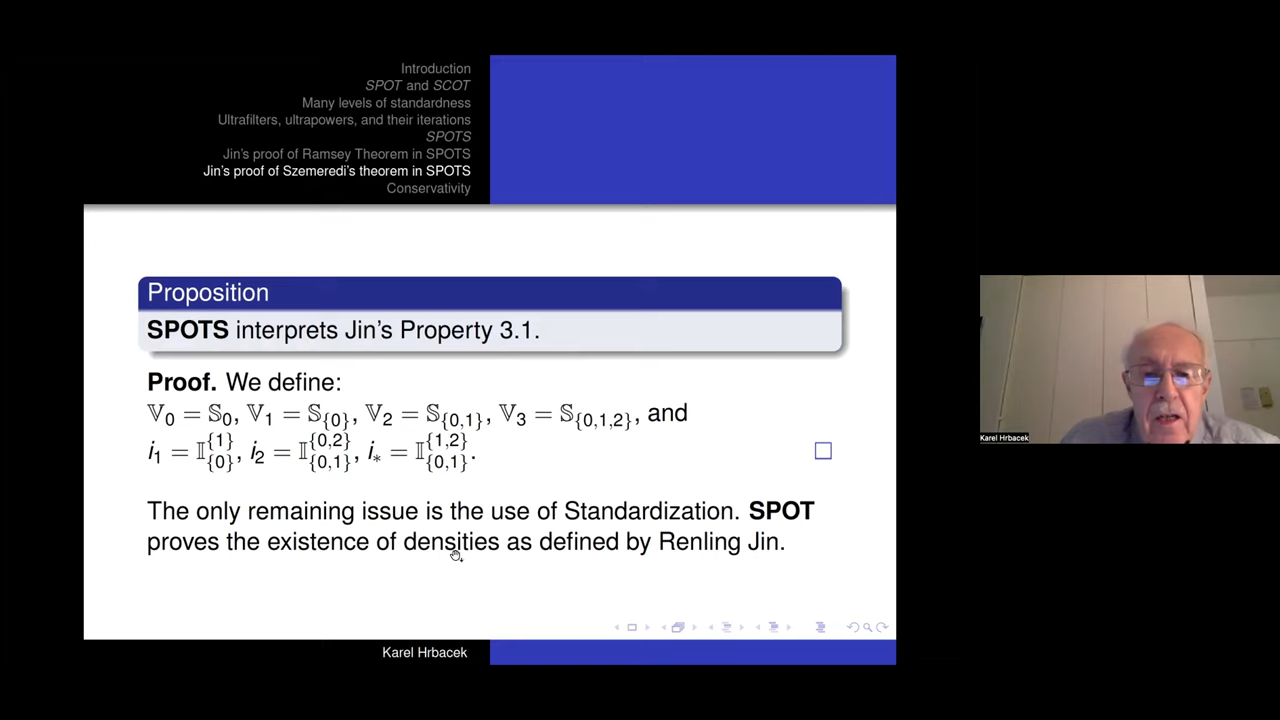 Introduction
SPOT and SCOT
Many levels of standardness
Ultrafilters, ultrapowers, and their iterations
SPOTS
Jin's proof of Ramsey Theorem in SPOTS
Jin's proof of Szemeredi's theorem in SPOTS
Conservativity
Proposition
SPOTS interprets Jin's Property 3.1.
Proof. We define:
𝕍₀ = 𝕊₀, 𝕍₁ = 𝕊_{0}, 𝕍₂ = 𝕊_{0,1}, 𝕍₃ = 𝕊_{0,1,2}, and
i₁ = 𝕀_{0}^{1}, i₂ = 𝕀_{0,1}^{0,2}, i_* = 𝕀_{0,1}^{1,2}.
The only remaining issue is the use of Standardization. SPOT
proves the existence of densities as defined by Renling Jin.
Karel Hrbacek
Karel Hrbacek